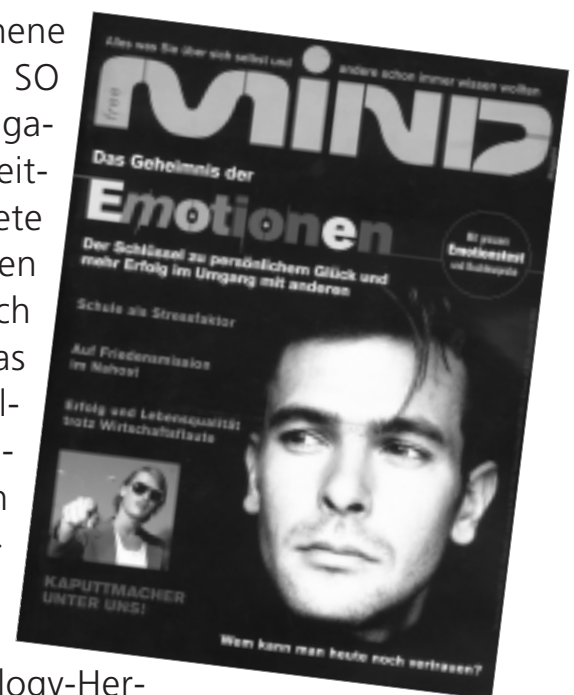 nene
SO
ga-
eit-
ete
en
ch
as
l-
-
n
.
logy-Her-
Alles was Sie über sich selbst und andere schon immer wissen wollten
free
MiND
Das Geheimnis der
Emotionen
Der Schlüssel zu persönlichem Glück und
mehr Erfolg im Umgang mit anderen
Mit grossem
Emotionstest
Schule als Stressfaktor
Auf Friedensmission
im Nahost
Erfolg und Lebensqualität
trotz Wirtschaftsflaute
KAPUTTMACHER
UNTER UNS!
Wem kann man heute noch vertrauen?